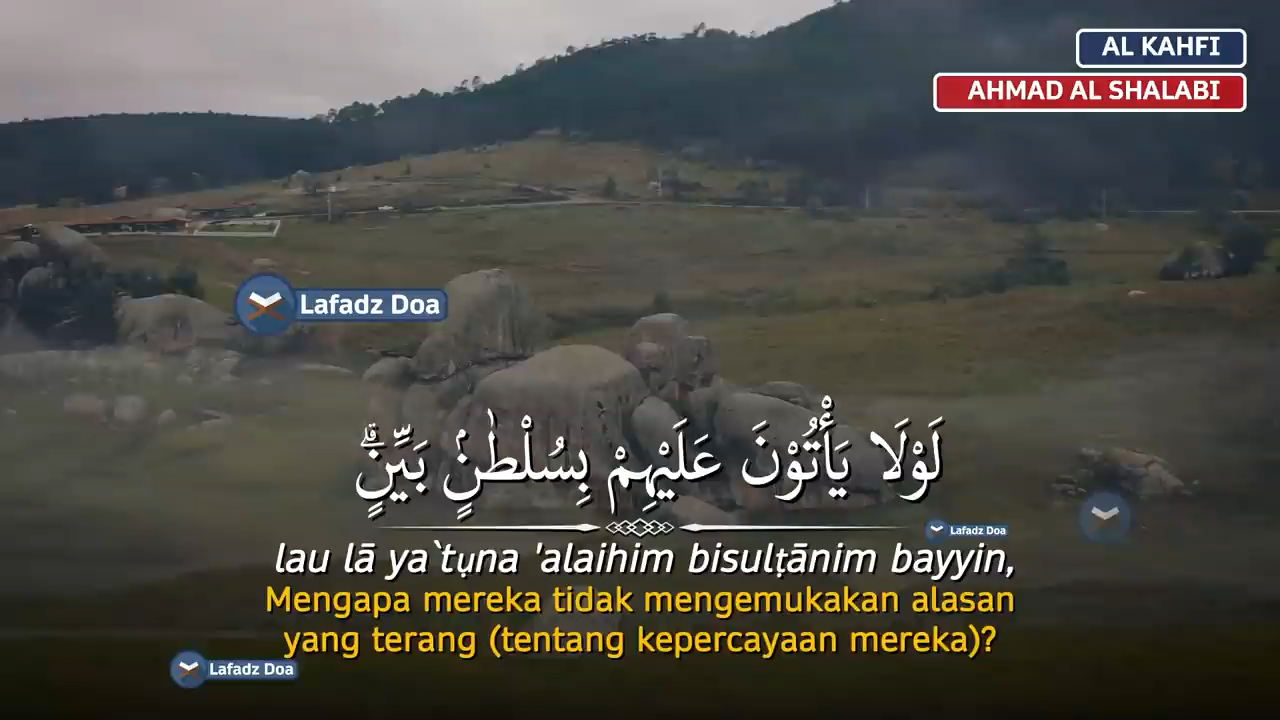 AL KAHFI
AHMAD AL SHALABI
Lafadz Doa
لَوْلَا يَأْتُوْنَ عَلَيْهِمْ بِسُلْطٰنٍۢ بَيِّنٍۗ
Lafadz Doa
lau lā ya`tụna 'alaihim bisulṭānim bayyin,
Mengapa mereka tidak mengemukakan alasan
yang terang (tentang kepercayaan mereka)?
Lafadz Doa